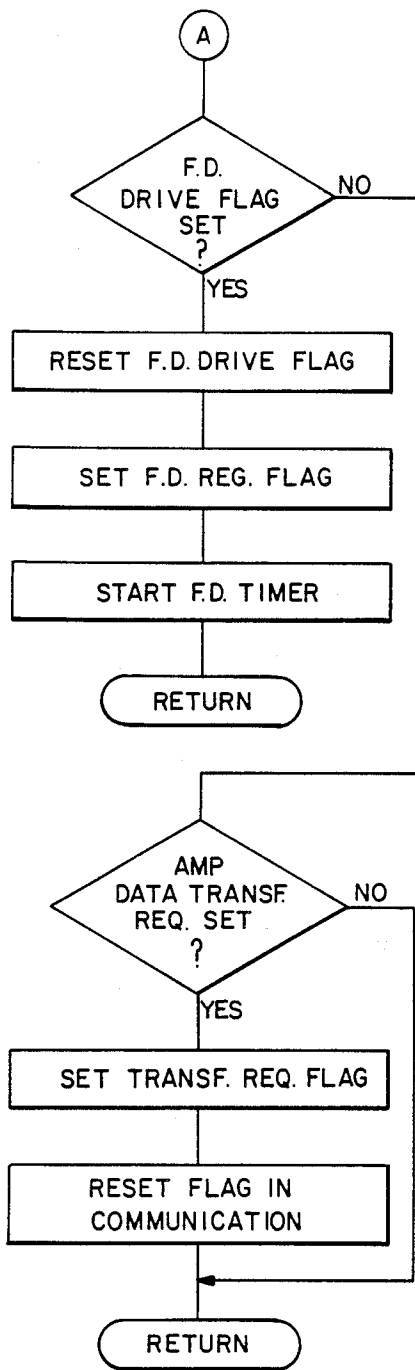 A
F.D.
DRIVE FLAG
SET
?
NO
YES
RESET F.D. DRIVE FLAG
SET F.D. REG. FLAG
START F.D. TIMER
RETURN
AMP
DATA TRANSF.
REQ. SET
?
NO
YES
SET TRANSF. REQ. FLAG
RESET FLAG IN
COMMUNICATION
RETURN